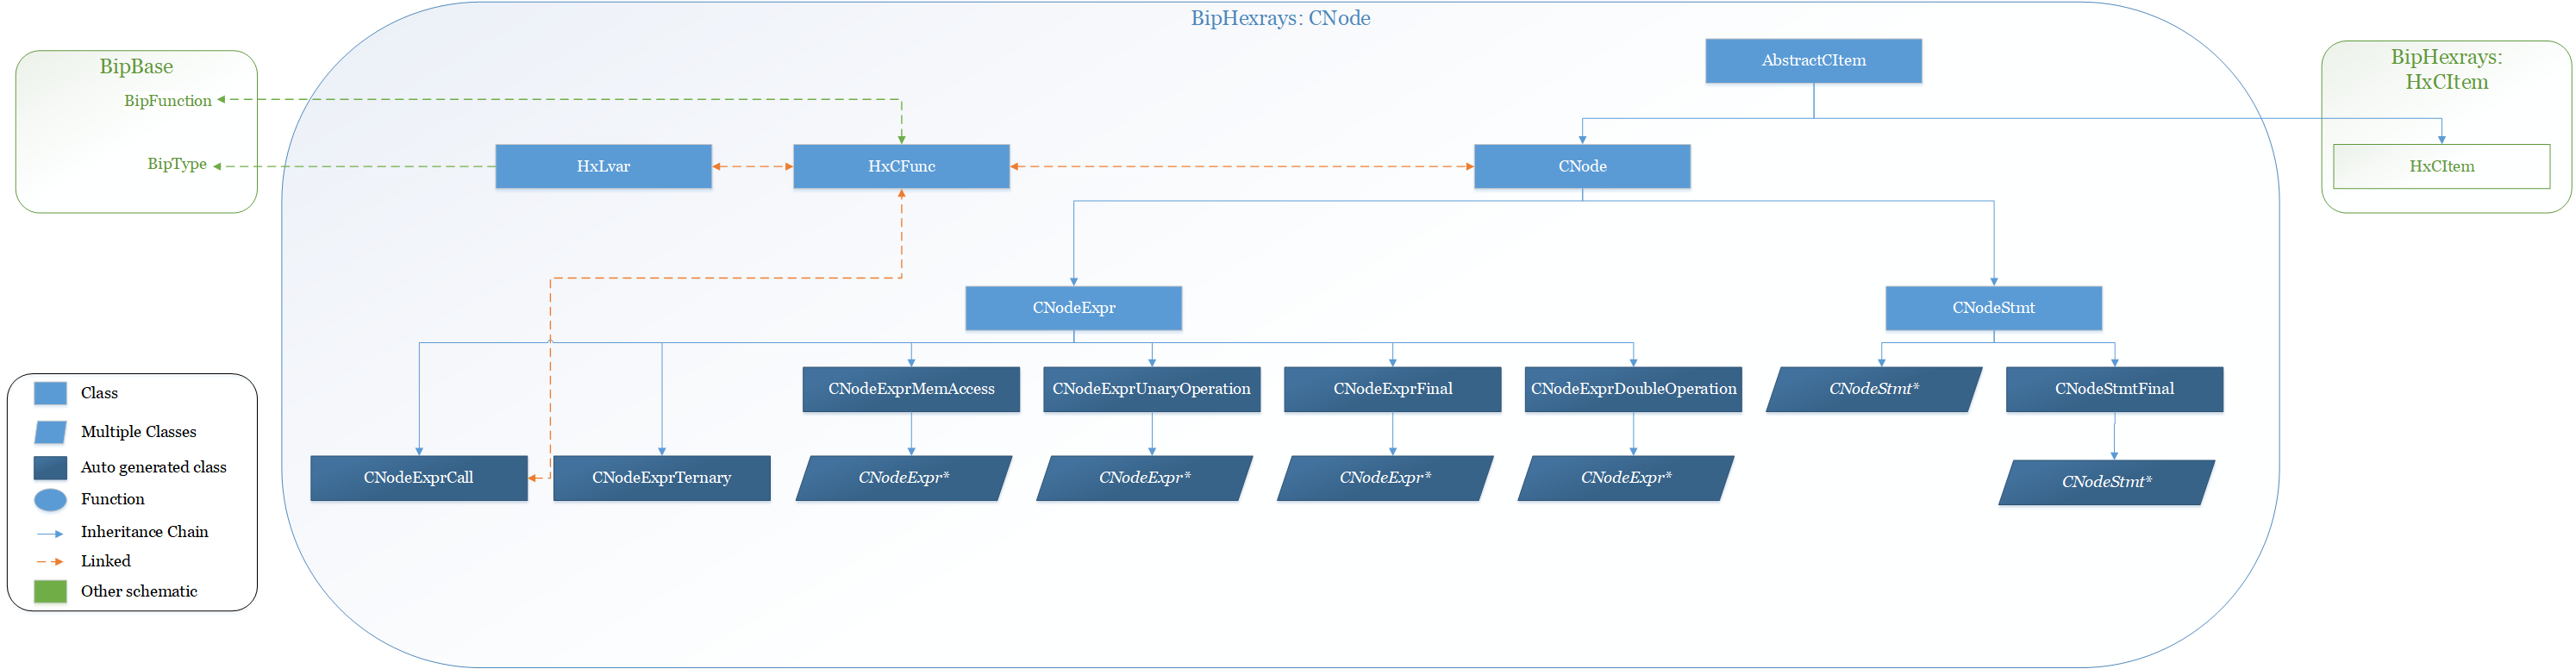 BipHexrays: CNode
BipBase
BipFunction
BipType
AbstractCItem
BipHexrays:
HxCItem
HxCItem
HxLvar
HxCFunc
CNode
CNodeExpr
CNodeStmt
CNodeExprMemAccess
CNodeExprUnaryOperation
CNodeExprFinal
CNodeExprDoubleOperation
CNodeStmt*
CNodeStmtFinal
CNodeExprCall
CNodeExprTernary
CNodeExpr*
CNodeExpr*
CNodeExpr*
CNodeExpr*
CNodeStmt*
Class
Multiple Classes
Auto generated class
Function
Inheritance Chain
Linked
Other schematic